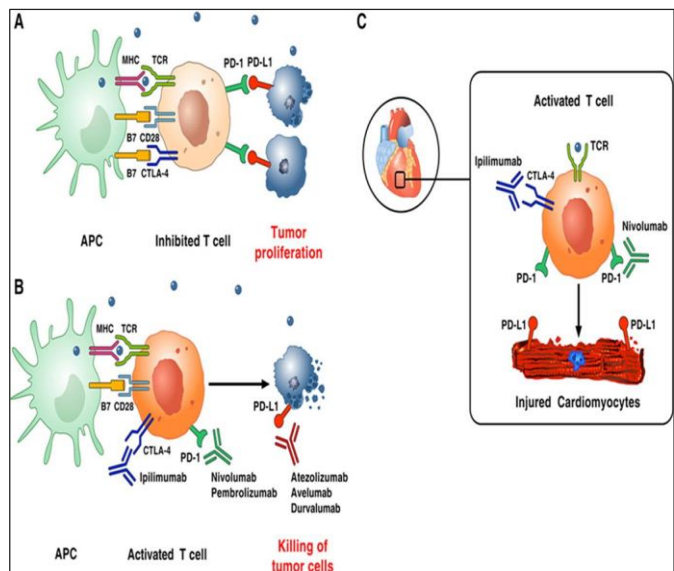 A
MHC TCR
PD-1 PD-L1
B7 CD28
B7 CTLA-4
APC
Inhibited T cell
Tumor
proliferation
B
MHC TCR
B7 CD28
PD-L1
CTLA-4
PD-1
Ipilimumab
Nivolumab
Pembrolizumab
Atezolizumab
Avelumab
Durvalumab
APC
Activated T cell
Killing of
tumor cells
C
Activated T cell
TCR
Ipilimumab
CTLA-4
Nivolumab
PD-1
PD-1
PD-L1
PD-L1
Injured Cardiomyocytes